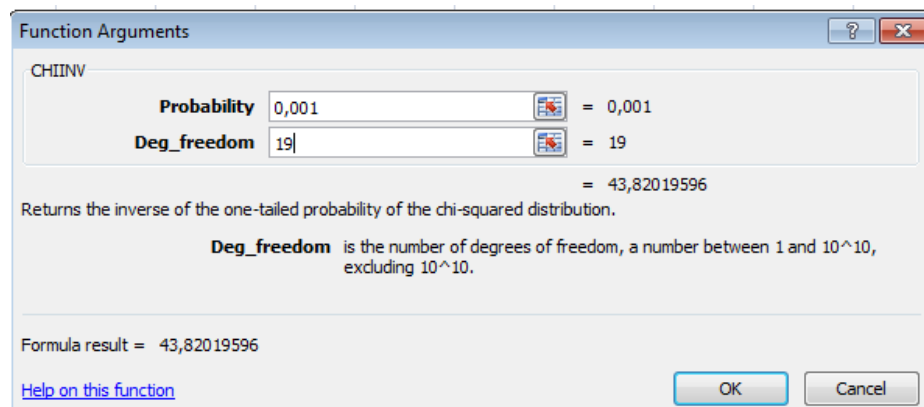 Function Arguments
CHIINV
Probability 0,001 = 0,001
Deg_freedom 19 = 19
= 43,82019596
Returns the inverse of the one-tailed probability of the chi-squared distribution.
Deg_freedom is the number of degrees of freedom, a number between 1 and 10^10,
excluding 10^10.
Formula result = 43,82019596
Help on this function OK Cancel